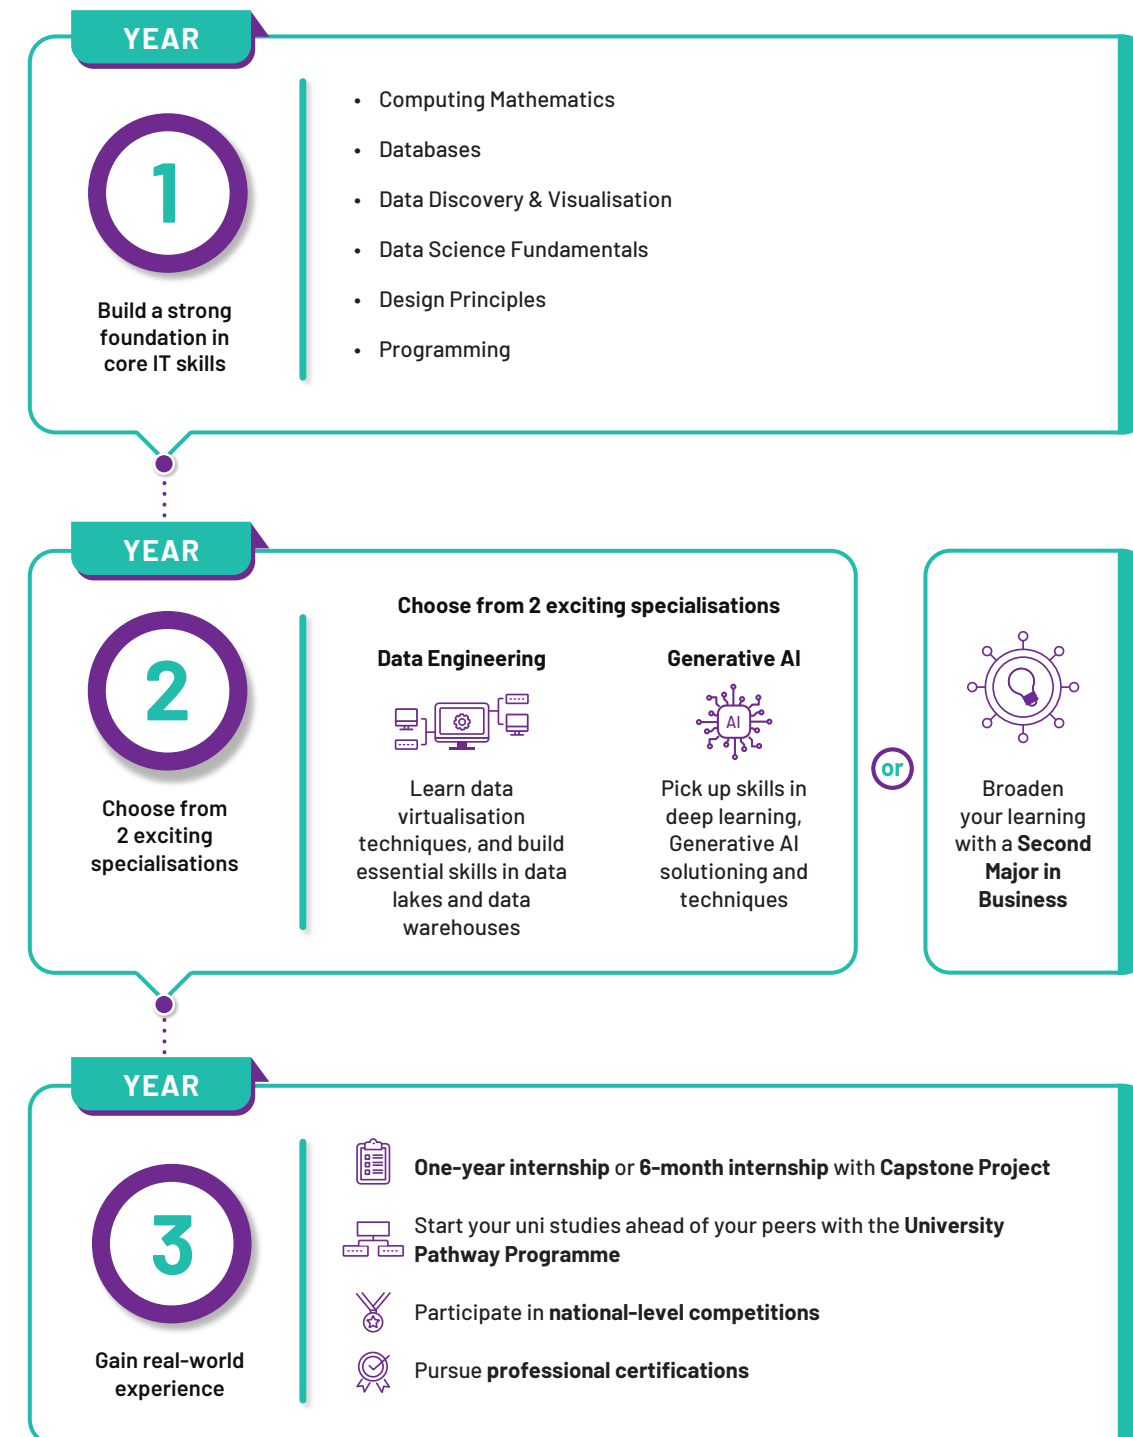 YEAR
1
Build a strong
foundation in
core IT skills
• Computing Mathematics
• Databases
• Data Discovery & Visualisation
• Data Science Fundamentals
• Design Principles
• Programming
YEAR
2
Choose from
2 exciting
specialisations
Choose from 2 exciting specialisations
Data Engineering
Learn data
virtualisation
techniques, and build
essential skills in data
lakes and data
warehouses
Generative AI
AI
Pick up skills in
deep learning,
Generative AI
solutioning and
techniques
or
Broaden
your learning
with a Second
Major in
Business
YEAR
3
Gain real-world
experience
One-year internship or 6-month internship with Capstone Project
Start your uni studies ahead of your peers with the University
Pathway Programme
Participate in national-level competitions
Pursue professional certifications